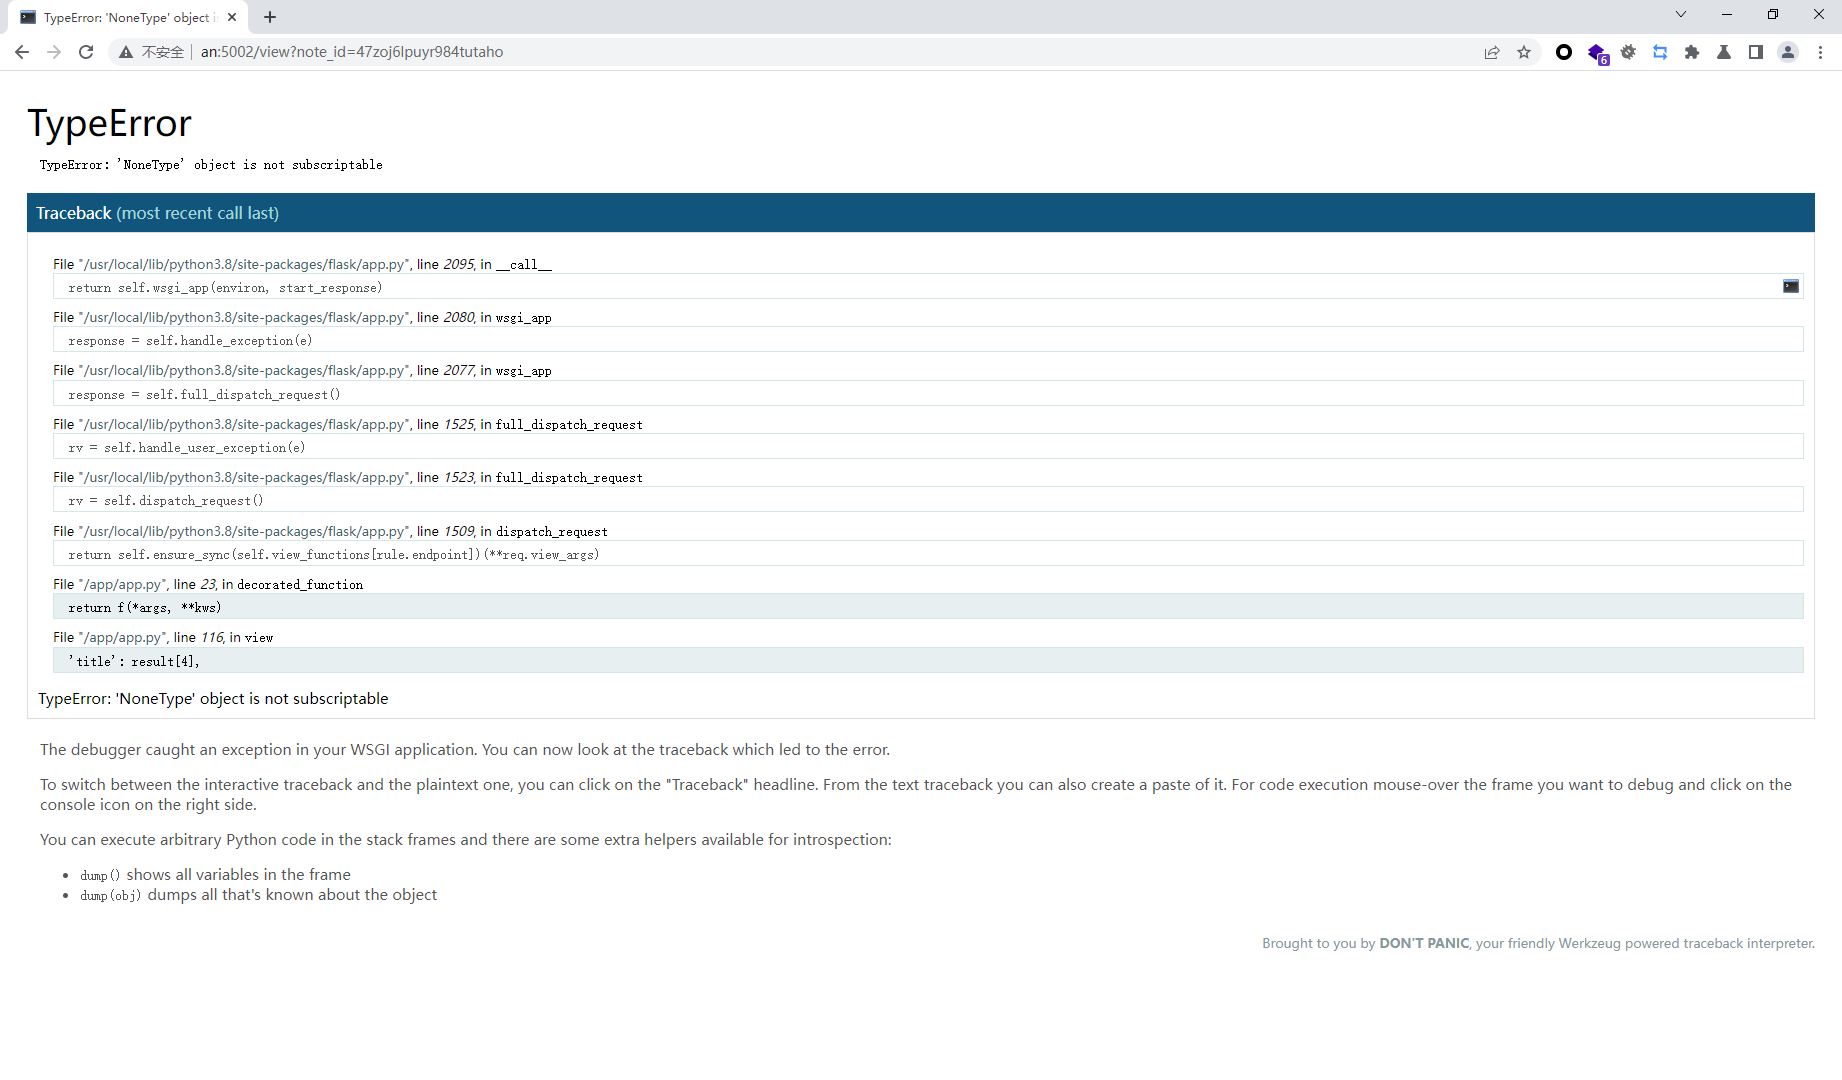 TypeError: 'NoneType' object is
不安全 | an:5002/view?note_id=47zoj6lpuyr984tutaho
6
TypeError
TypeError: 'NoneType' object is not subscriptable
Traceback (most recent call last)
File "/usr/local/lib/python3.8/site-packages/flask/app.py", line 2095, in __call__
return self.wsgi_app(environ, start_response)
File "/usr/local/lib/python3.8/site-packages/flask/app.py", line 2080, in wsgi_app
response = self.handle_exception(e)
File "/usr/local/lib/python3.8/site-packages/flask/app.py", line 2077, in wsgi_app
response = self.full_dispatch_request()
File "/usr/local/lib/python3.8/site-packages/flask/app.py", line 1525, in full_dispatch_request
rv = self.handle_user_exception(e)
File "/usr/local/lib/python3.8/site-packages/flask/app.py", line 1523, in full_dispatch_request
rv = self.dispatch_request()
File "/usr/local/lib/python3.8/site-packages/flask/app.py", line 1509, in dispatch_request
return self.ensure_sync(self.view_functions[rule.endpoint])(**req.view_args)
File "/app/app.py", line 23, in decorated_function
return f(*args, **kws)
File "/app/app.py", line 116, in view
'title': result[4],
TypeError: 'NoneType' object is not subscriptable
The debugger caught an exception in your WSGI application. You can now look at the traceback which led to the error.
To switch between the interactive traceback and the plaintext one, you can click on the "Traceback" headline. From the text traceback you can also create a paste of it. For code execution mouse-over the frame you want to debug and click on the
console icon on the right side.
You can execute arbitrary Python code in the stack frames and there are some extra helpers available for introspection:
• dump() shows all variables in the frame
• dump(obj) dumps all that's known about the object
Brought to you by DON'T PANIC, your friendly Werkzeug powered traceback interpreter.